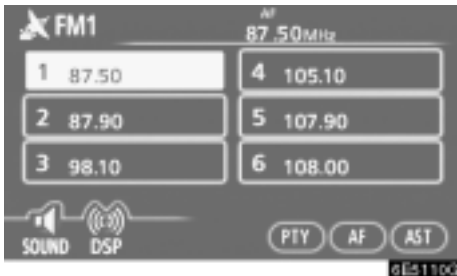 FM1
AF
87.50MHz
1 87.50
4 105.10
2 87.90
5 107.90
3 98.10
6 108.00
SOUND DSP
PTY AF AST
6E5110C